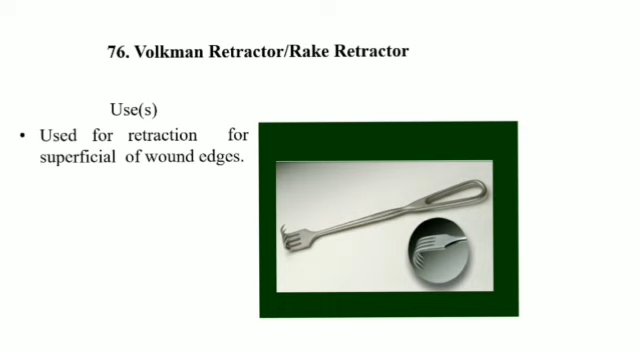 76. Volkman Retractor/Rake Retractor
Use(s)
• Used for retraction for
superficial of wound edges.